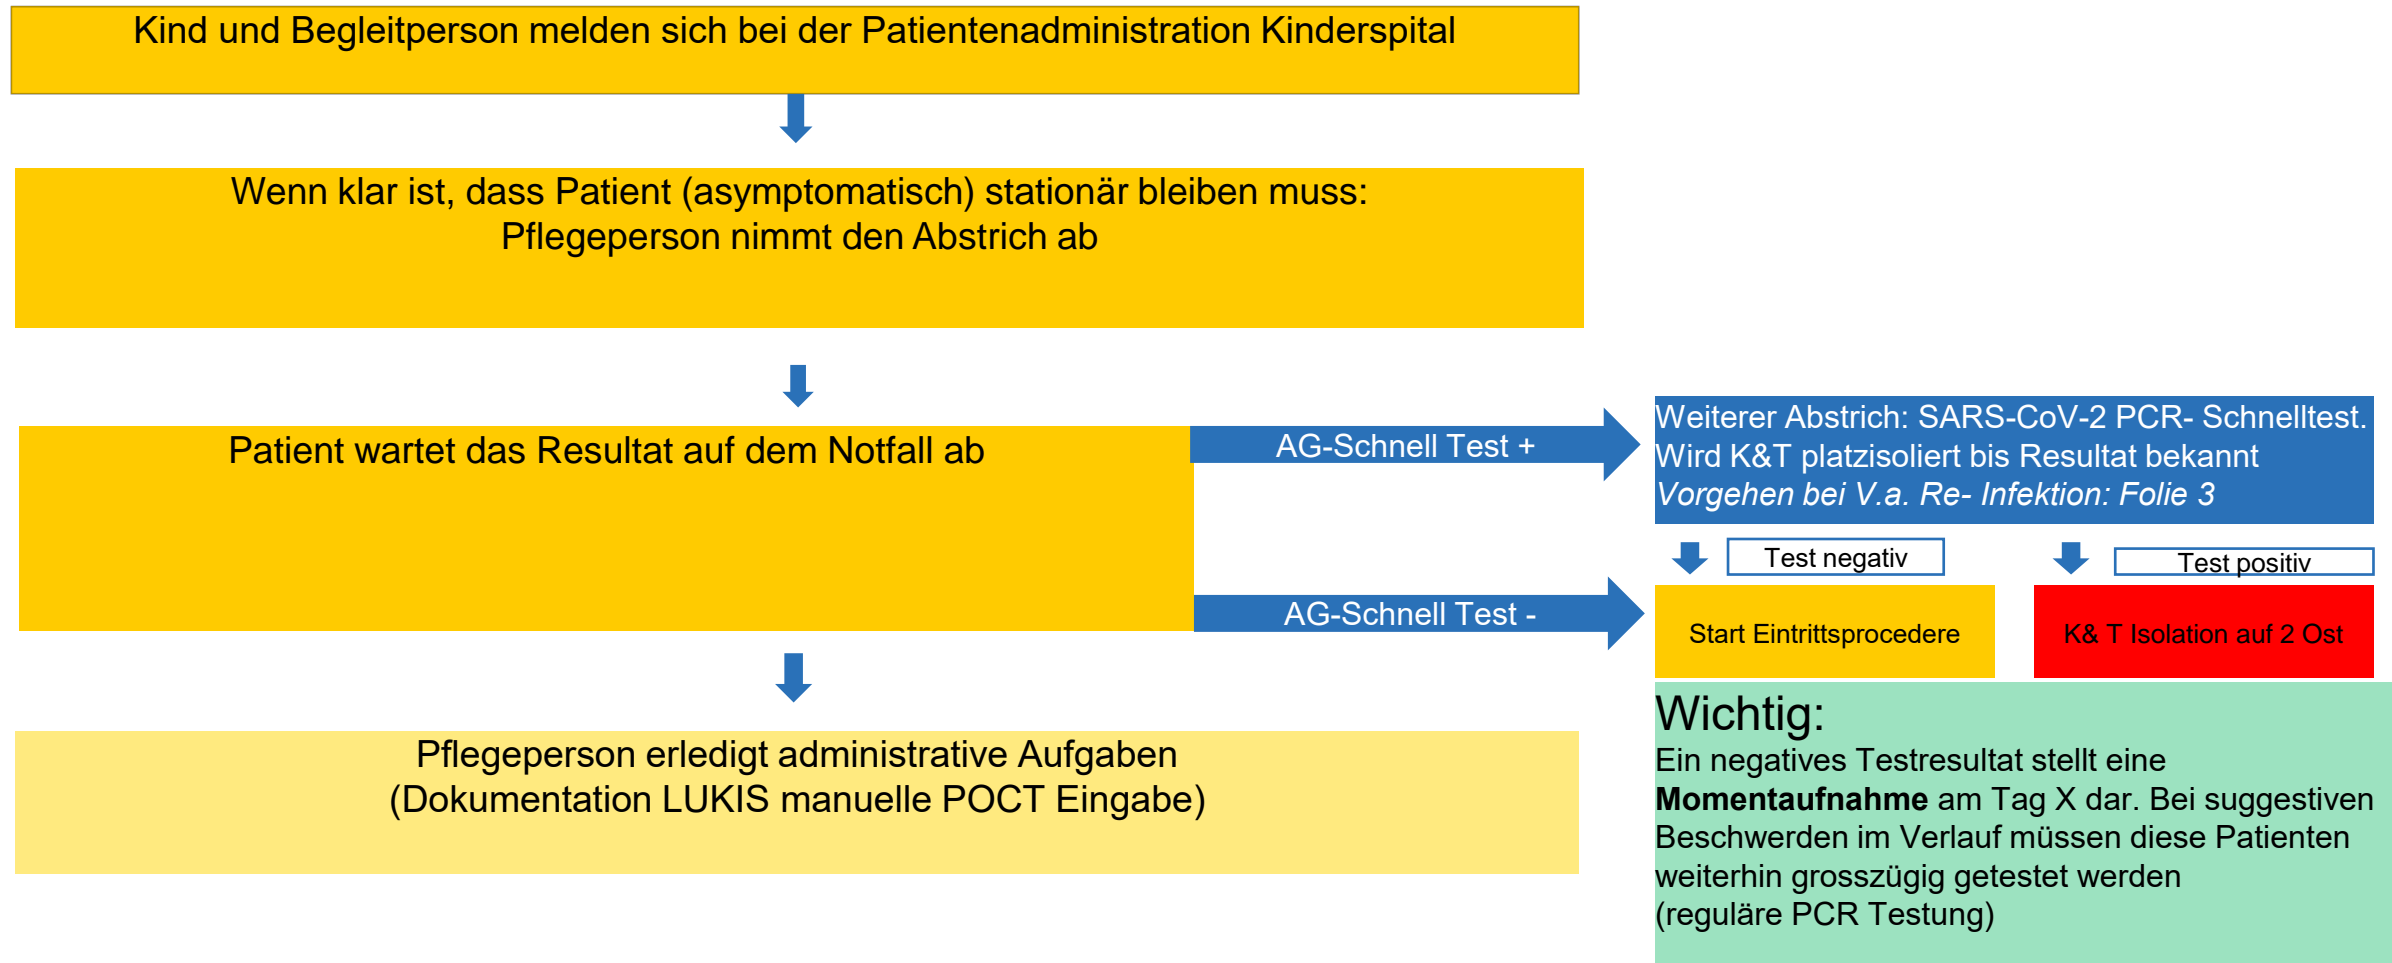 Kind und Begleitperson melden sich bei der Patientenadministration Kinderspital
Wenn klar ist, dass Patient (asymptomatisch) stationär bleiben muss:
Pflegeperson nimmt den Abstrich ab
Patient wartet das Resultat auf dem Notfall ab
AG-Schnell Test +
Weiterer Abstrich: SARS-CoV-2 PCR- Schnelltest.
Wird K&T platzisoliert bis Resultat bekannt
Vorgehen bei V.a. Re- Infektion: Folie 3
Test negativ
Test positiv
AG-Schnell Test -
Start Eintrittsprocedere
K& T Isolation auf 2 Ost
Pflegeperson erledigt administrative Aufgaben
(Dokumentation LUKIS manuelle POCT Eingabe)
Wichtig:
Ein negatives Testresultat stellt eine
Momentaufnahme am Tag X dar. Bei suggestiven
Beschwerden im Verlauf müssen diese Patienten
weiterhin grosszügig getestet werden
(reguläre PCR Testung)